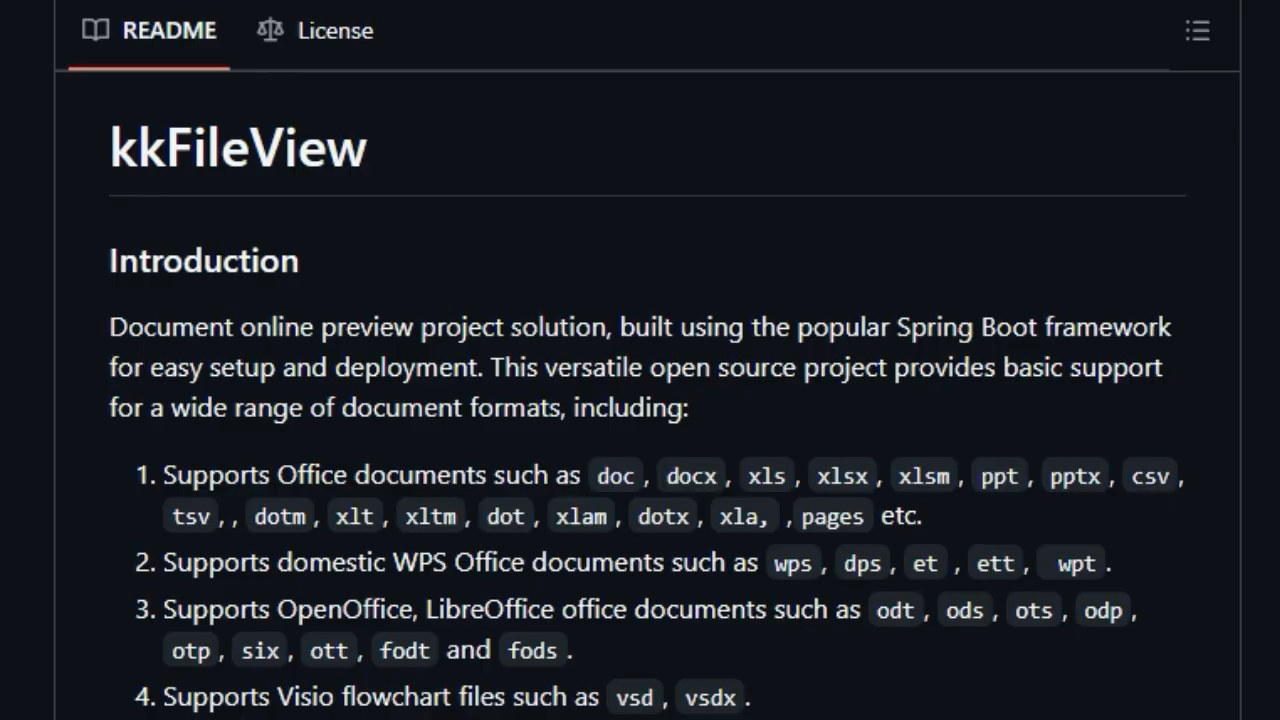 README License
kkFileView
Introduction
Document online preview project solution, built using the popular Spring Boot framework
for easy setup and deployment. This versatile open source project provides basic support
for a wide range of document formats, including:
1. Supports Office documents such as doc, docx, xls, xlsx, xlsm, ppt, pptx, csv,
tsv, , dotm, xlt, xltm, dot, xlam, dotx, xla, ,pages etc.
2. Supports domestic WPS Office documents such as wps, dps, et , ett, wpt.
3. Supports OpenOffice, LibreOffice office documents such as odt, ods, ots, odp,
otp, six, ott, fodt and fods.
4. Supports Visio flowchart files such as vsd, vsdx.